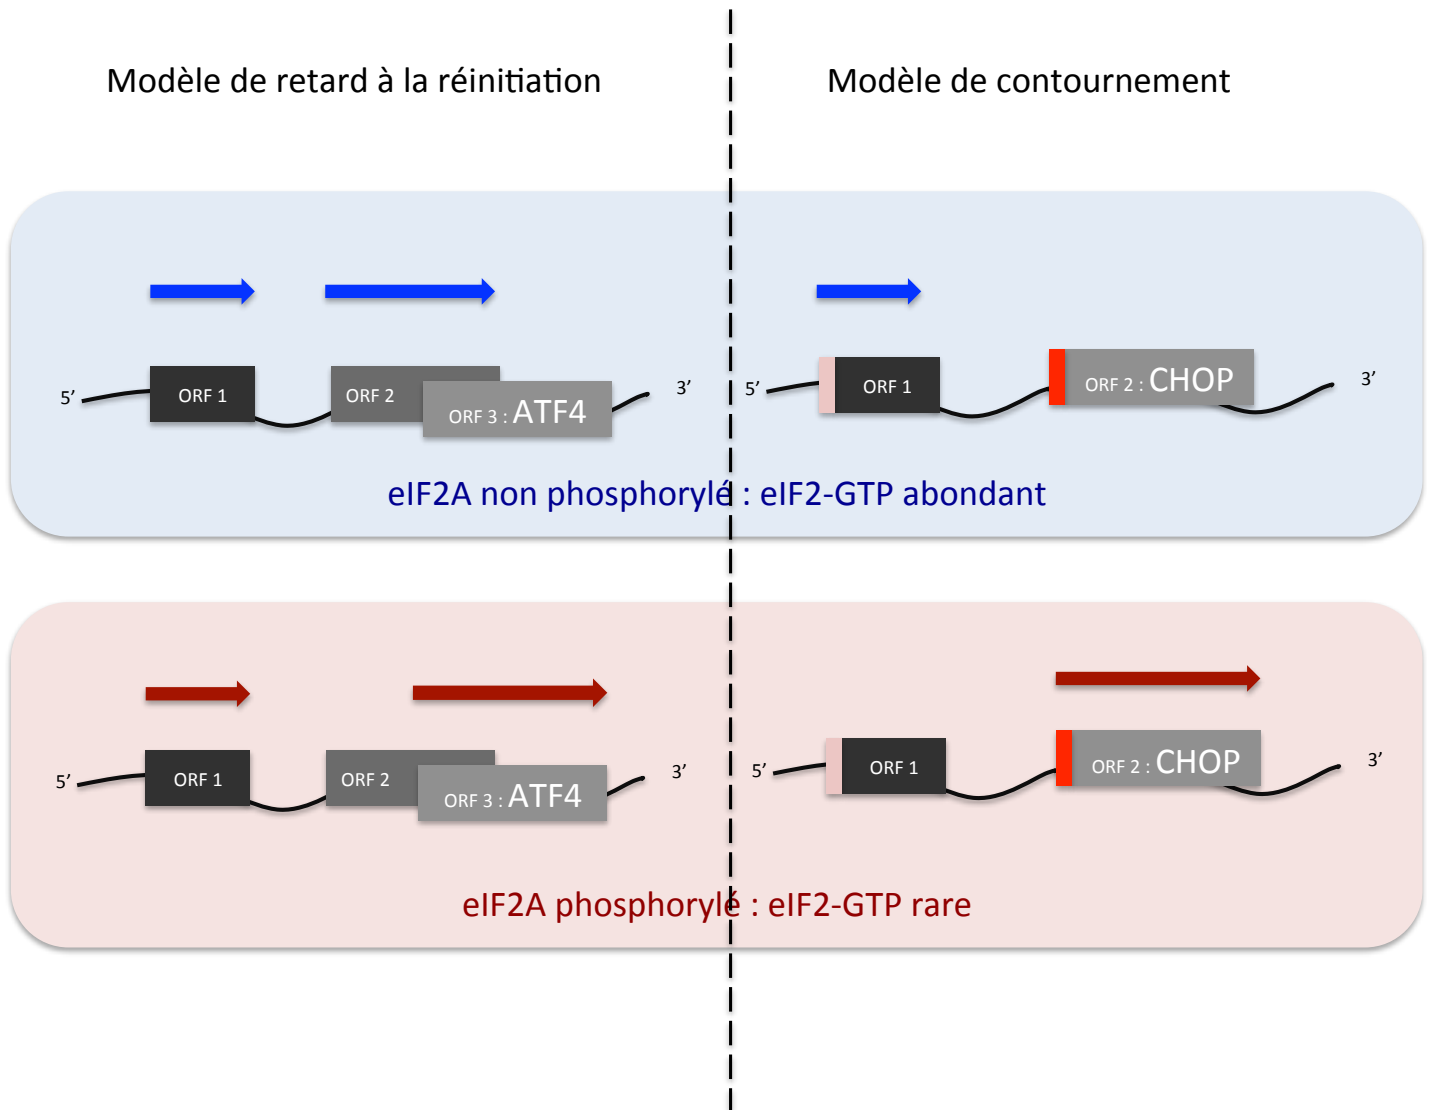 Modèle de retard à la réinitiation
Modèle de contournement
5’
ORF 1
ORF 2
ORF 3 : ATF4
3’
5’
ORF 1
ORF 2 : CHOP
3’
eIF2A non phosphorylé : eIF2-GTP abondant
5’
ORF 1
ORF 2
ORF 3 : ATF4
3’
5’
ORF 1
ORF 2 : CHOP
3’
eIF2A phosphorylé : eIF2-GTP rare